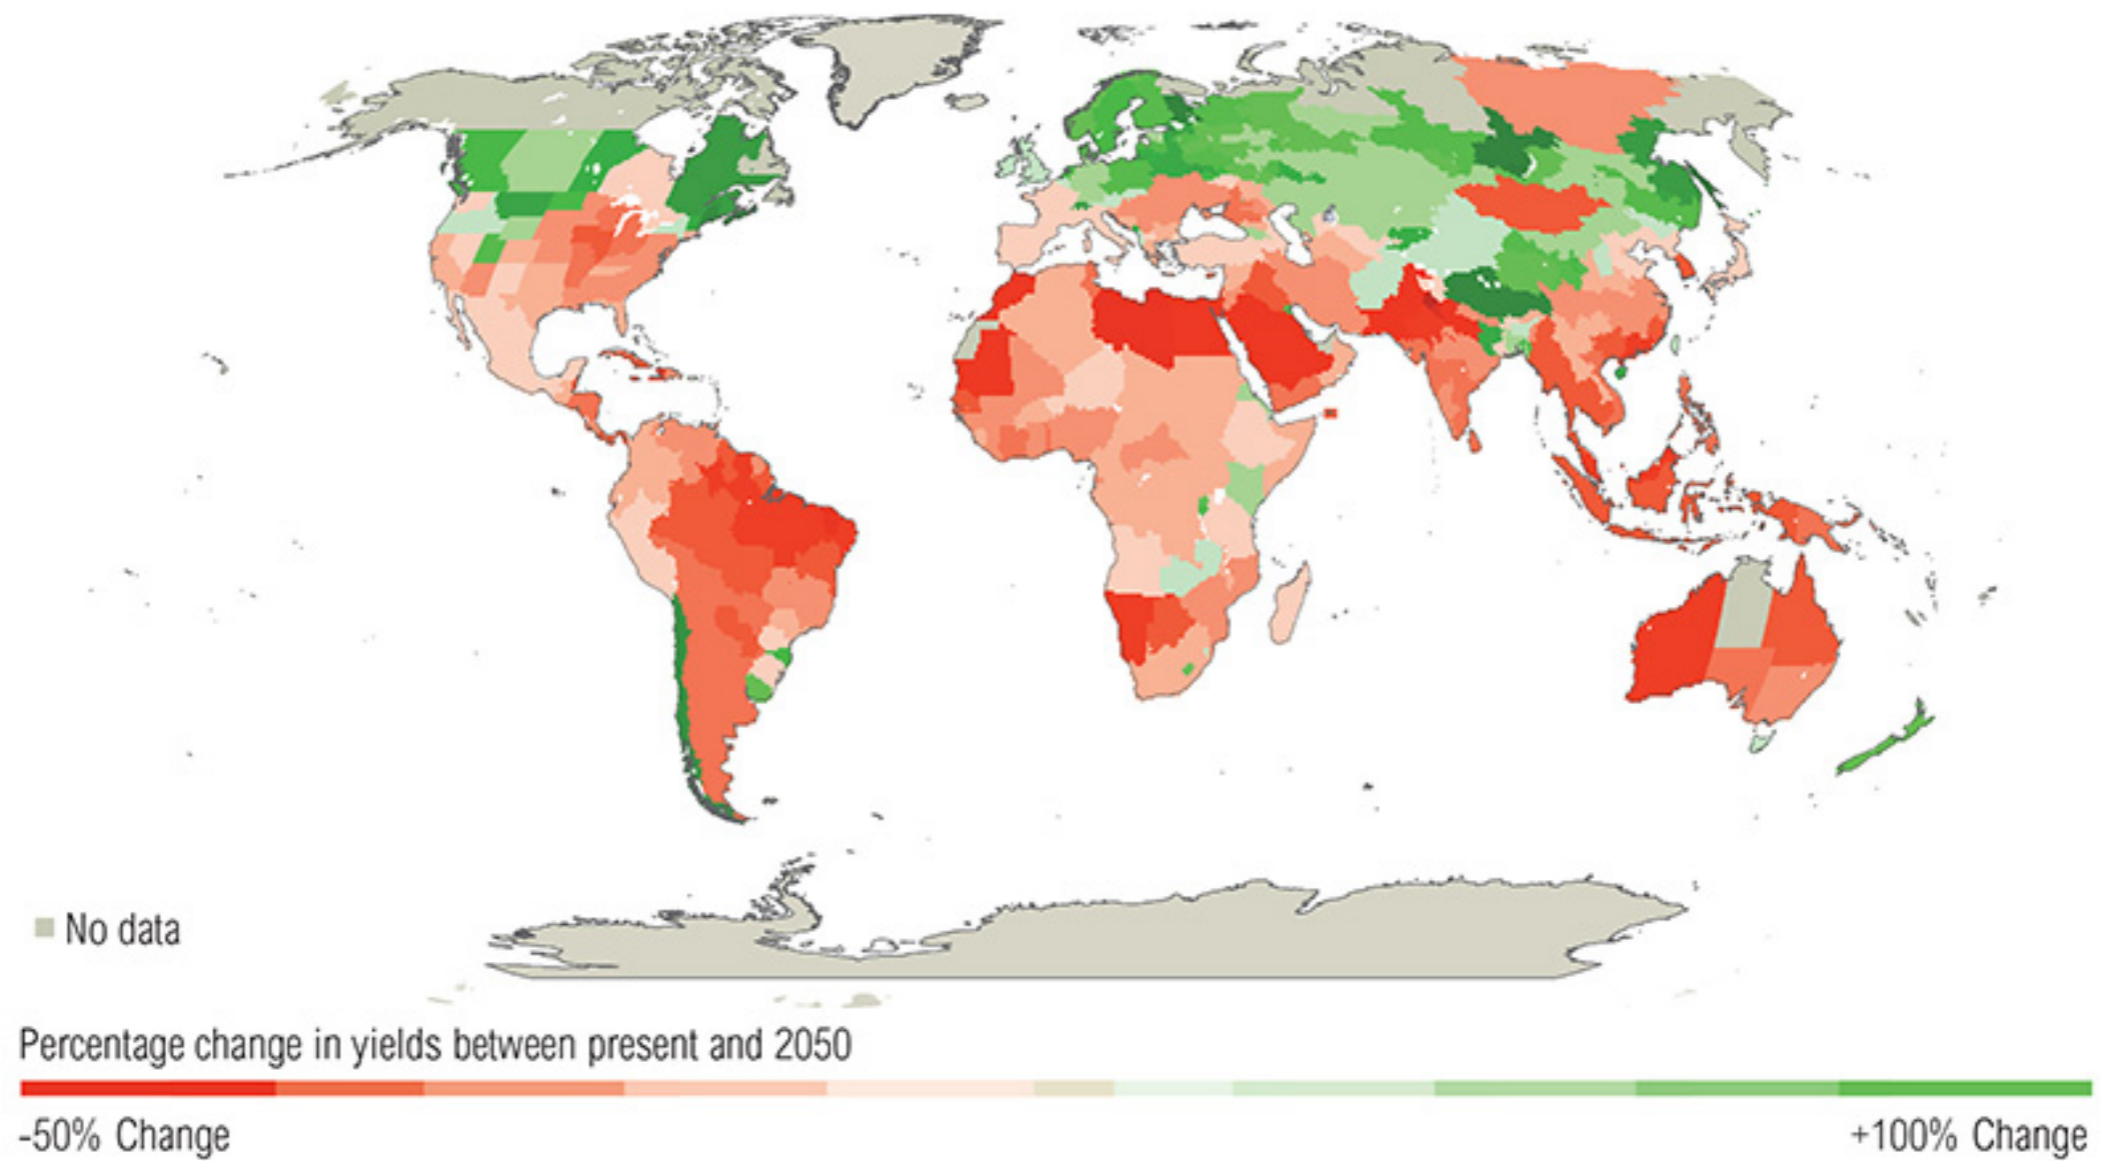 No data
Percentage change in yields between present and 2050
-50% Change
+100% Change